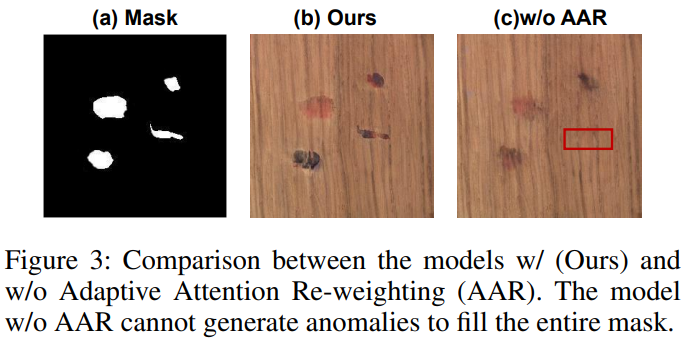 (a) Mask (b) Ours (c)w/o AAR
Figure 3: Comparison between the models w/ (Ours) and
w/o Adaptive Attention Re-weighting (AAR). The model
w/o AAR cannot generate anomalies to fill the entire mask.